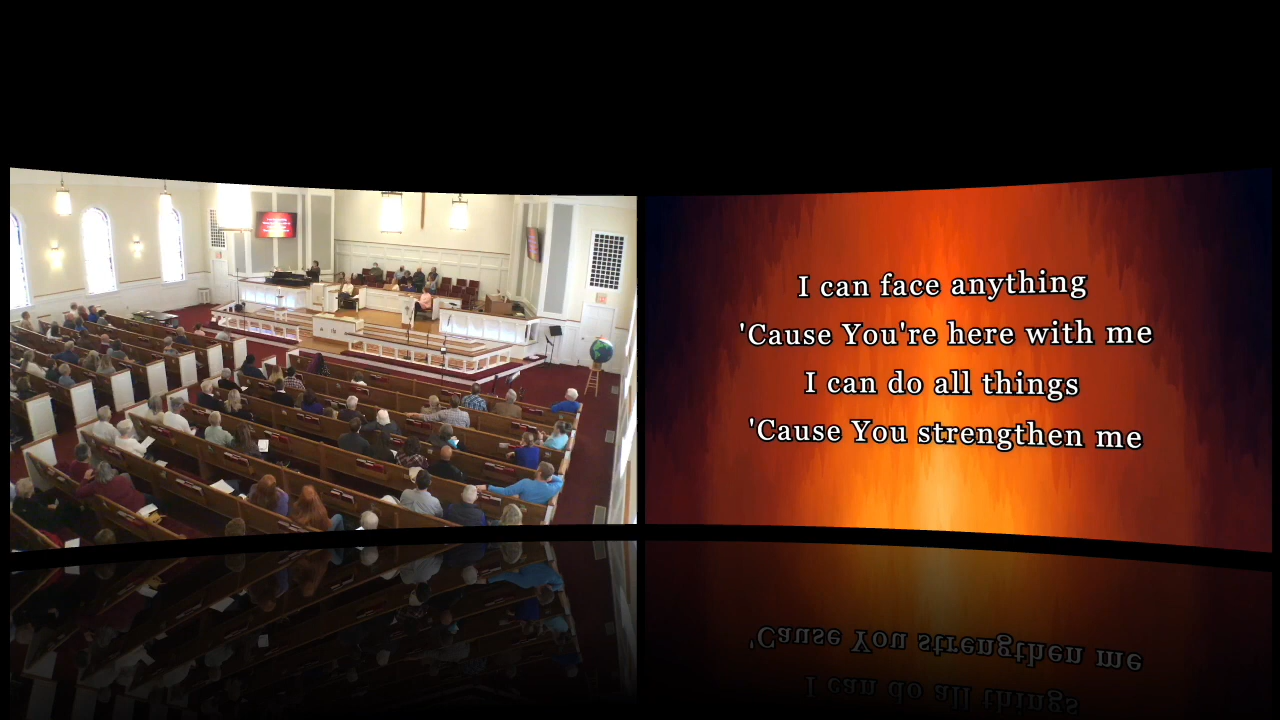 I can face anything
'Cause You're here with me
I can do all things
'Cause You strengthen me